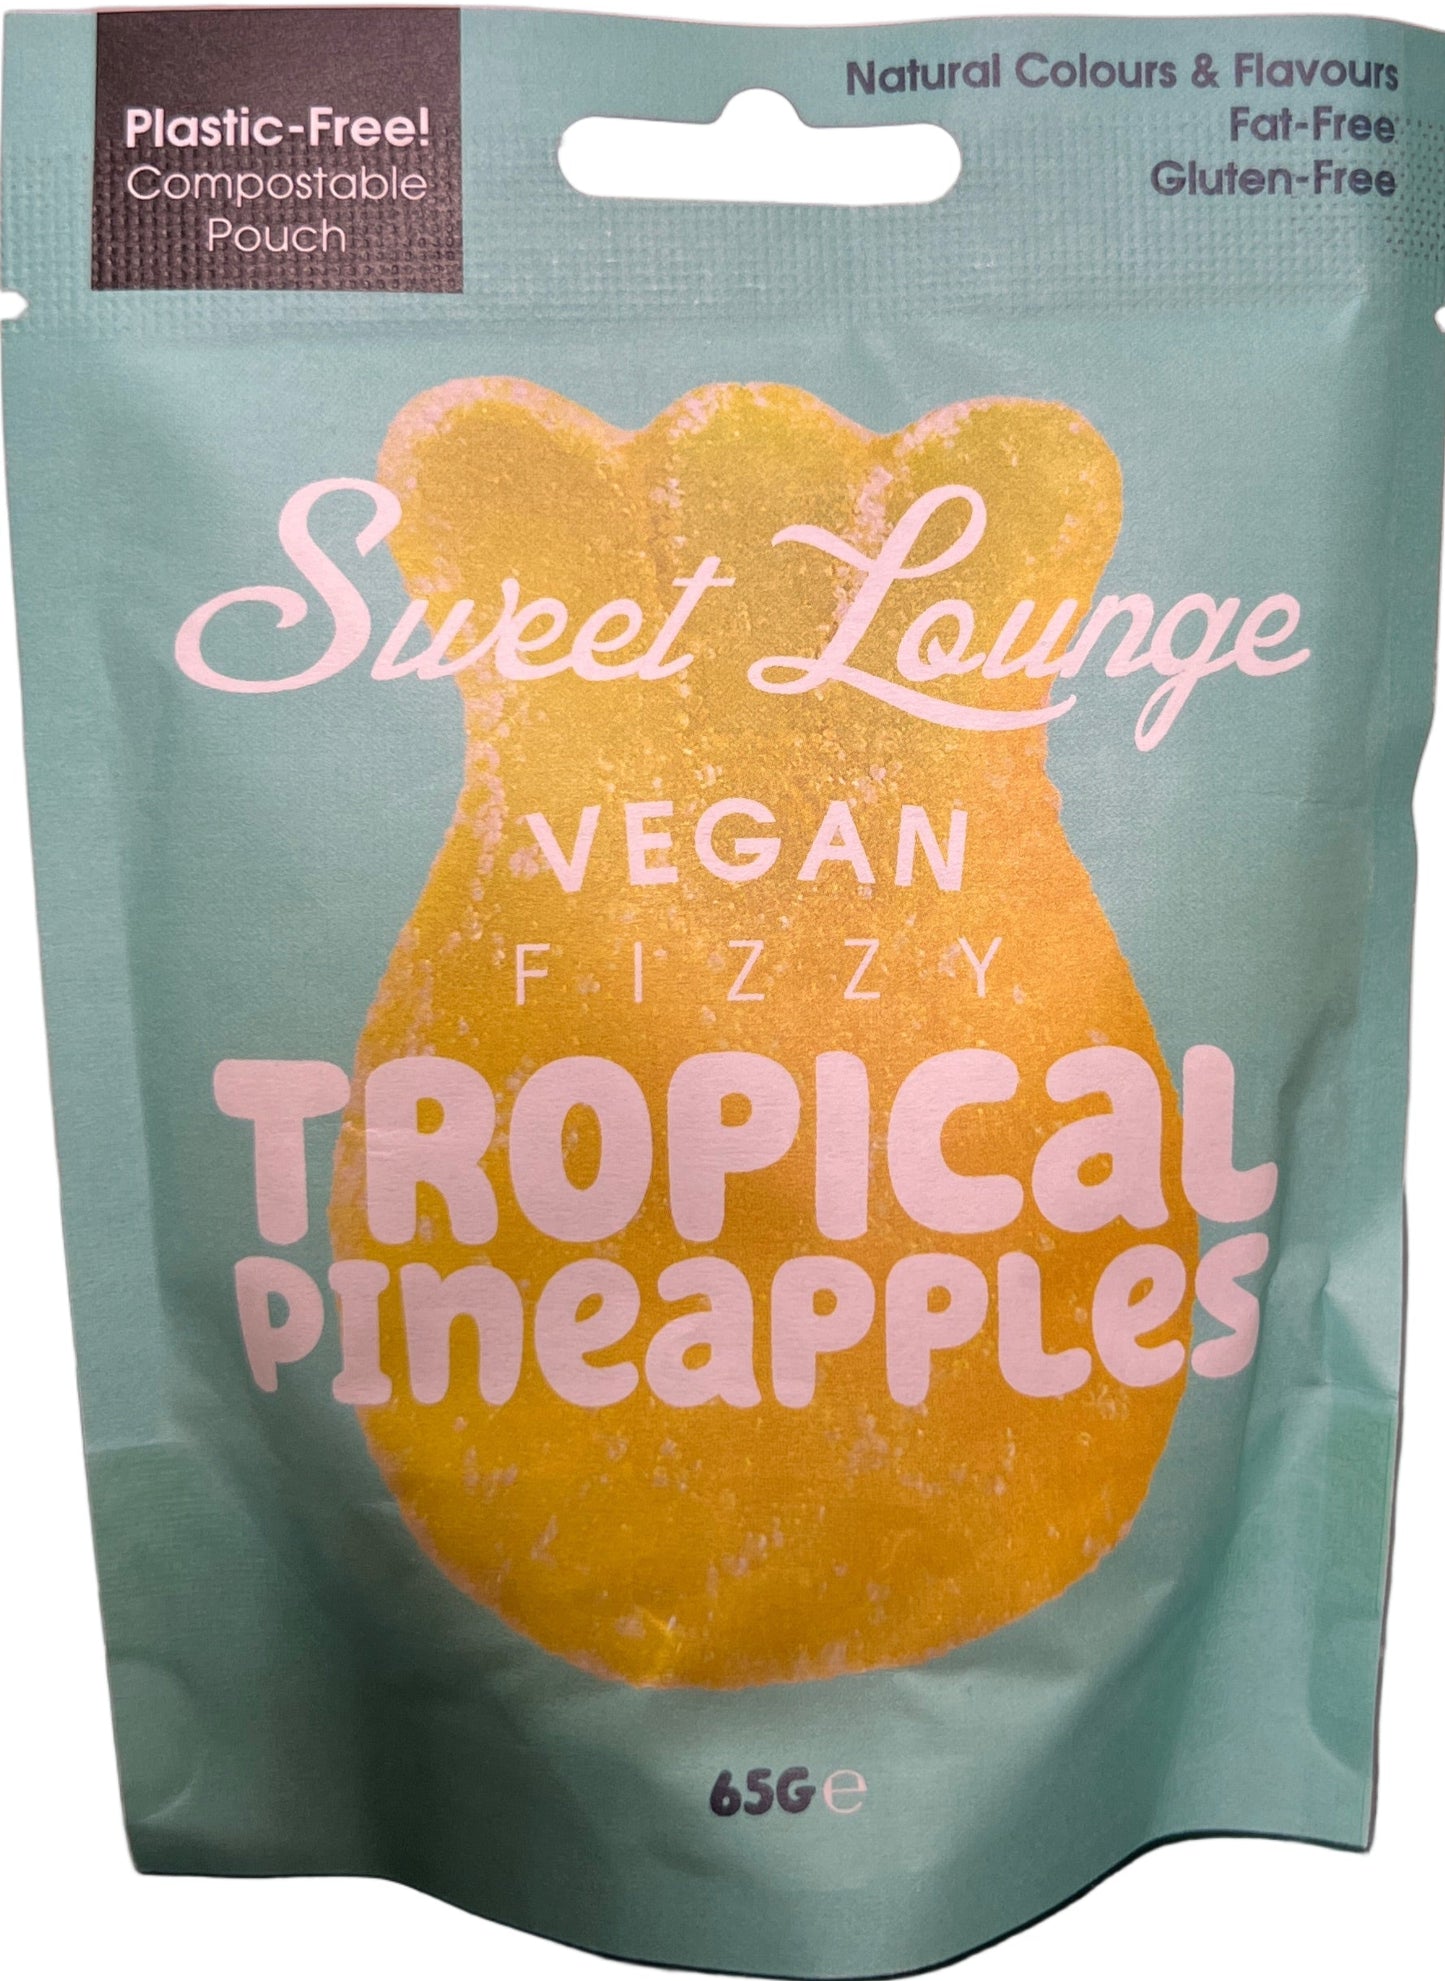 Plastic-Free!
Compostable
Pouch
Natural Colours & Flavours
Fat-Free
Gluten-Free
Sweet Lounge
VEGAN
FIZZY
TROPICaL
PIneaPPLes
65G℮